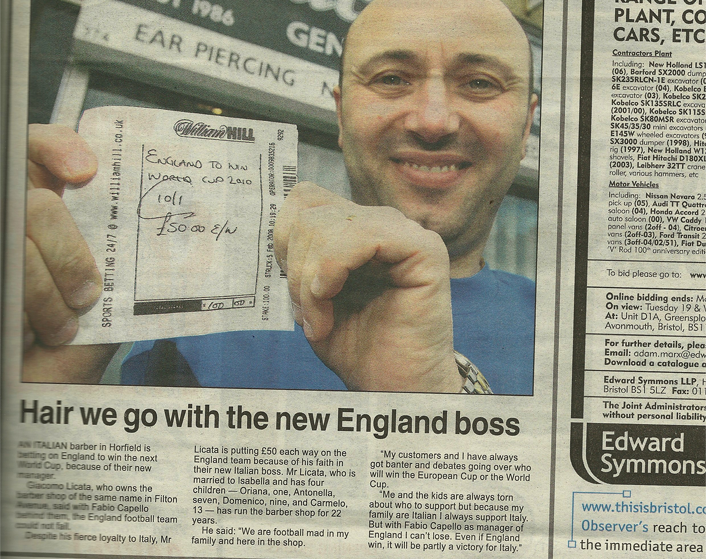 ST 1986
GEN
EAR PIERCING
William HILL
ENGLAND TO WIN
WORLD CUP 2010
10/1
£50.00 E/W
SPORTS BETTING 24/7 @ www.williamhill.co.uk
STAKE:100.00
Hair we go with the new England boss
AN ITALIAN barber in Horfield is
betting on England to win the next
World Cup, because of their new
manager.
Giacomo Licata, who owns the
barber shop of the same name in Filton
Avenue, said with Fabio Capello
behind them, the England football team
could not fail.
Despite his fierce loyalty to Italy, Mr
Licata is putting £50 each way on the
England team because of his faith in
their new Italian boss. Mr Licata, who is
married to Isabella and has four
children — Oriana, one, Antonella,
seven, Domenico, nine, and Carmelo,
13 — has run the barber shop for 22
years.
He said: "We are football mad in my
family and here in the shop.
"My customers and I have always
got banter and debates going over who
will win the European Cup or the World
Cup.
"Me and the kids are always torn
about who to support but because my
family are Italian I always support Italy.
But with Fabio Capello as manager of
England I can't lose. Even if England
win, it will be partly a victory for Italy."
RANGE OF
PLANT, CO
CARS, ETC
Contractors Plant
Including: New Holland LS1
(06), Barford SX2000 dump
SK235RLCN-1E excavator (
6E excavator (04), Kobelco E
excavator (03), Kobelco SK2
Kobelco SK135SRLC excava
(2001/00), Kobelco SK115S
Kobelco SK80MSR excavato
SK45/35/30 mini excavators
E145W wheeled excavators (
SX3000 dumper (1998), Hit
rig (1997), New Holland W1
shovels, Fiat Hitachi D180XL
(2003), Leibherr 32TT crane
roller, various hammers, etc
Motor Vehicles
Including: Nissan Navara 2.5
pick up (05), Audi TT Quattr
saloon (04), Honda Accord 2
auto saloon (00), VW Caddy
panel vans (2off - 04), Citroe
vans (2off-03), Ford Transit 2
vans (3off-04/02/51), Fiat Du
'V' Rod 100th anniversary edition
To bid please go to: www
Online bidding ends: M
On view: Tuesday 19 & W
At: Unit D1A, Greensplo
Avonmouth, Bristol, BS1
For further details, plea
Email: adam.marx@edw
Download a catalogue a
Edward Symmons LLP, H
Bristol BS1 5LZ Fax: 011
The Joint Administrators
without personal liability
Edward
Symmons
www.thisisbristol.co
Observer's reach to
the immediate area